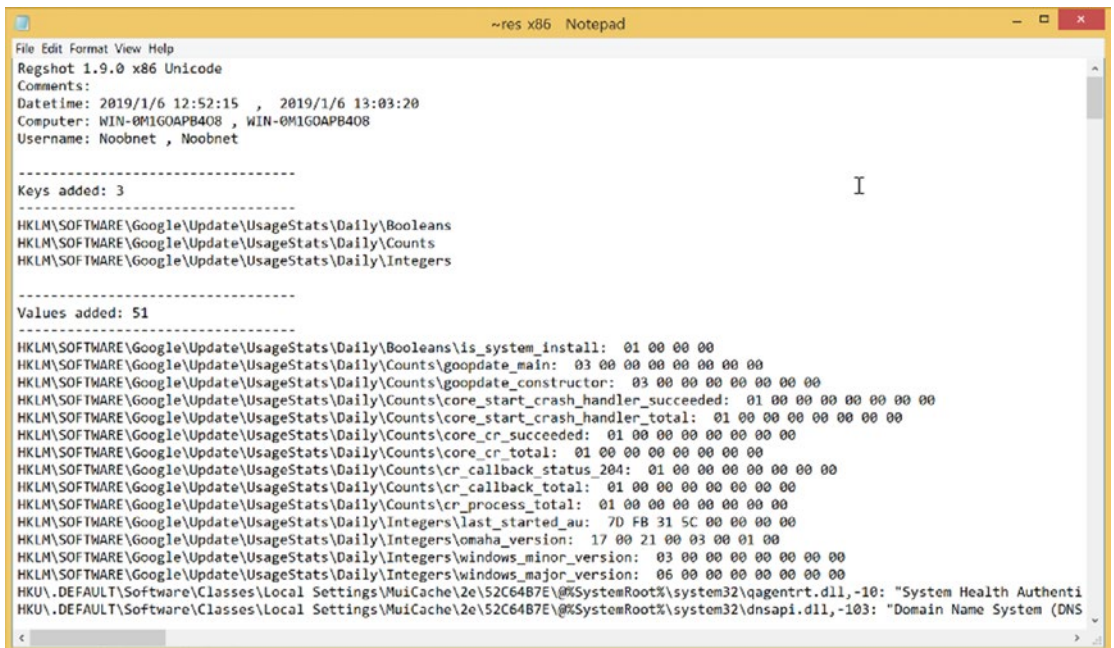 ~res x86 Notepad
File Edit Format View Help
Regshot 1.9.0 x86 Unicode
Comments:
Datetime: 2019/1/6 12:52:15 , 2019/1/6 13:03:20
Computer: WIN-0M1GOAPB4O8 , WIN-0M1GOAPB4O8
Username: Noobnet , Noobnet
----------------------------------
Keys added: 3
----------------------------------
HKLM\SOFTWARE\Google\Update\UsageStats\Daily\Booleans
HKLM\SOFTWARE\Google\Update\UsageStats\Daily\Counts
HKLM\SOFTWARE\Google\Update\UsageStats\Daily\Integers
----------------------------------
Values added: 51
----------------------------------
HKLM\SOFTWARE\Google\Update\UsageStats\Daily\Booleans\is_system_install: 01 00 00 00
HKLM\SOFTWARE\Google\Update\UsageStats\Daily\Counts\goopdate_main: 03 00 00 00 00 00 00 00
HKLM\SOFTWARE\Google\Update\UsageStats\Daily\Counts\goopdate_constructor: 03 00 00 00 00 00 00 00
HKLM\SOFTWARE\Google\Update\UsageStats\Daily\Counts\core_start_crash_handler_succeeded: 01 00 00 00 00 00 00 00
HKLM\SOFTWARE\Google\Update\UsageStats\Daily\Counts\core_start_crash_handler_total: 01 00 00 00 00 00 00 00
HKLM\SOFTWARE\Google\Update\UsageStats\Daily\Counts\core_cr_succeeded: 01 00 00 00 00 00 00 00
HKLM\SOFTWARE\Google\Update\UsageStats\Daily\Counts\core_cr_total: 01 00 00 00 00 00 00 00
HKLM\SOFTWARE\Google\Update\UsageStats\Daily\Counts\cr_callback_status_204: 01 00 00 00 00 00 00 00
HKLM\SOFTWARE\Google\Update\UsageStats\Daily\Counts\cr_callback_total: 01 00 00 00 00 00 00 00
HKLM\SOFTWARE\Google\Update\UsageStats\Daily\Counts\cr_process_total: 01 00 00 00 00 00 00 00
HKLM\SOFTWARE\Google\Update\UsageStats\Daily\Integers\last_started_au: 7D FB 31 5C 00 00 00 00
HKLM\SOFTWARE\Google\Update\UsageStats\Daily\Integers\omaha_version: 17 00 21 00 03 00 01 00
HKLM\SOFTWARE\Google\Update\UsageStats\Daily\Integers\windows_minor_version: 03 00 00 00 00 00 00 00
HKLM\SOFTWARE\Google\Update\UsageStats\Daily\Integers\windows_major_version: 06 00 00 00 00 00 00 00
HKU\.DEFAULT\Software\Classes\Local Settings\MuiCache\2e\52C64B7E\@%SystemRoot%\system32\qagentrt.dll,-10: "System Health Authenti
HKU\.DEFAULT\Software\Classes\Local Settings\MuiCache\2e\52C64B7E\@%SystemRoot%\system32\dnsapi.dll,-103: "Domain Name System (DNS